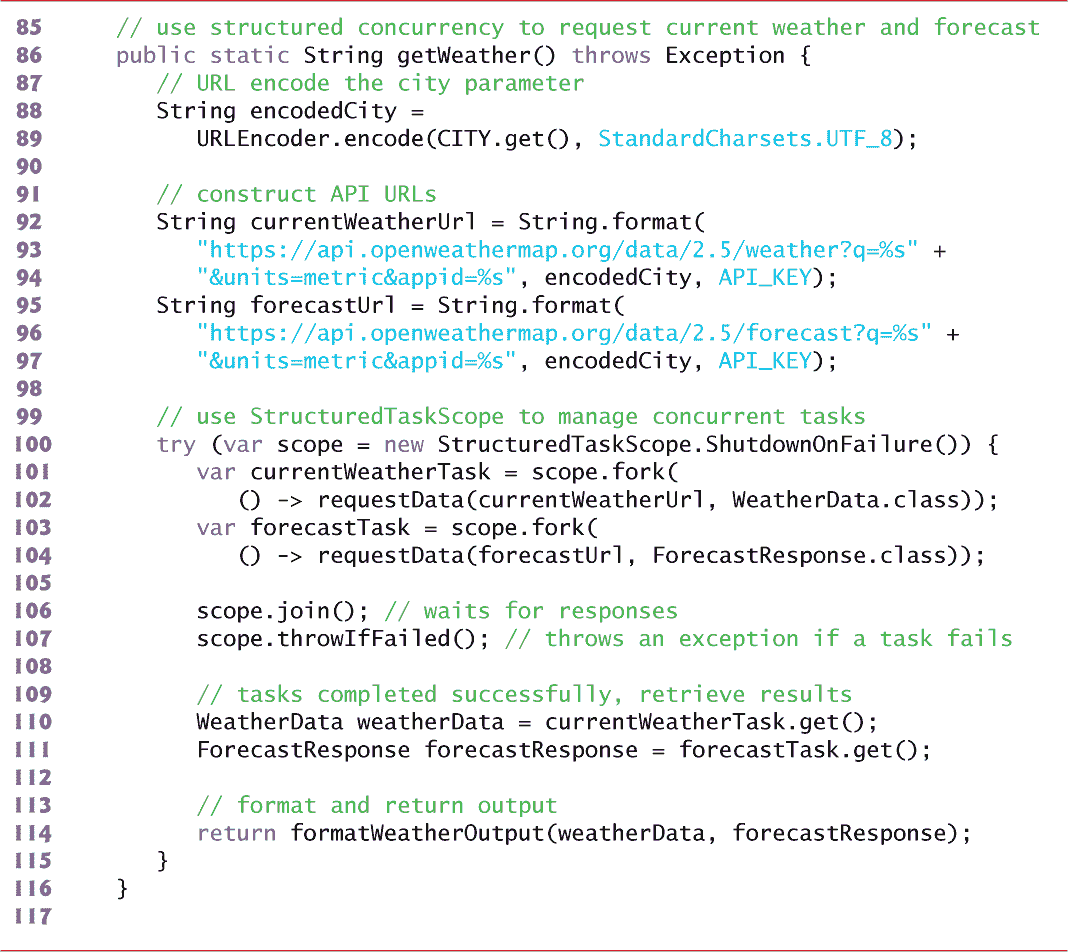 85 // use structured concurrency to request current weather and forecast
86 public static String getWeather() throws Exception {
87 // URL encode the city parameter
88 String encodedCity =
89 URLEncoder.encode(CITY.get(), StandardCharsets.UTF_8);
90
91 // construct API URLs
92 String currentWeatherUrl = String.format(
93 "https://api.openweathermap.org/data/2.5/weather?q=%s" +
94 "&units=metric&appid=%s", encodedCity, API_KEY);
95 String forecastUrl = String.format(
96 "https://api.openweathermap.org/data/2.5/forecast?q=%s" +
97 "&units=metric&appid=%s", encodedCity, API_KEY);
98
99 // use StructuredTaskScope to manage concurrent tasks
100 try (var scope = new StructuredTaskScope.ShutdownOnFailure()) {
101 var currentWeatherTask = scope.fork(
102 () -> requestData(currentWeatherUrl, WeatherData.class));
103 var forecastTask = scope.fork(
104 () -> requestData(forecastUrl, ForecastResponse.class));
105
106 scope.join(); // waits for responses
107 scope.throwIfFailed(); // throws an exception if a task fails
108
109 // tasks completed successfully, retrieve results
110 WeatherData weatherData = currentWeatherTask.get();
111 ForecastResponse forecastResponse = forecastTask.get();
112
113 // format and return output
114 return formatWeatherOutput(weatherData, forecastResponse);
115 }
116 }
117